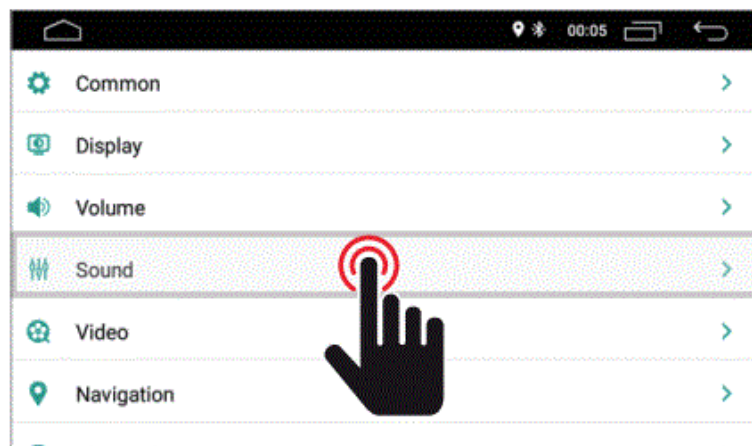 00:05
Common
Display
Volume
Sound
Video
Navigation